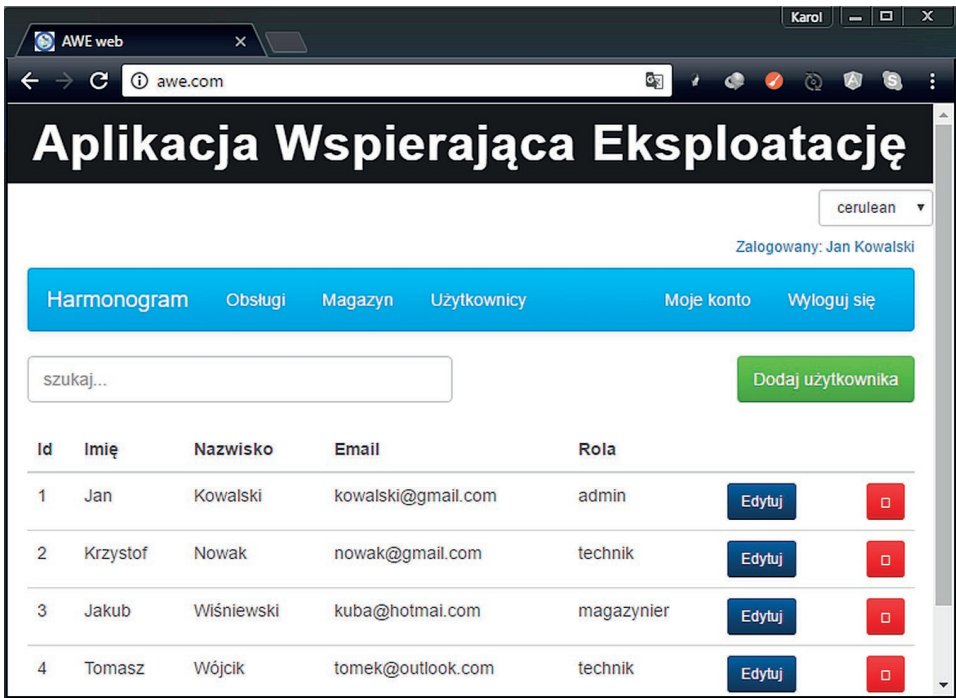 Karol
AWE web
awe.com
Aplikacja Wspierająca Eksploatację
cerulean
Zalogowany: Jan Kowalski
Harmonogram Obsługi Magazyn Użytkownicy Moje konto Wyloguj się
szukaj... Dodaj użytkownika
Id Imię Nazwisko Email Rola
1 Jan Kowalski kowalski@gmail.com admin Edytuj
2 Krzystof Nowak nowak@gmail.com technik Edytuj
3 Jakub Wiśniewski kuba@hotmai.com magazynier Edytuj
4 Tomasz Wójcik tomek@outlook.com technik Edytuj